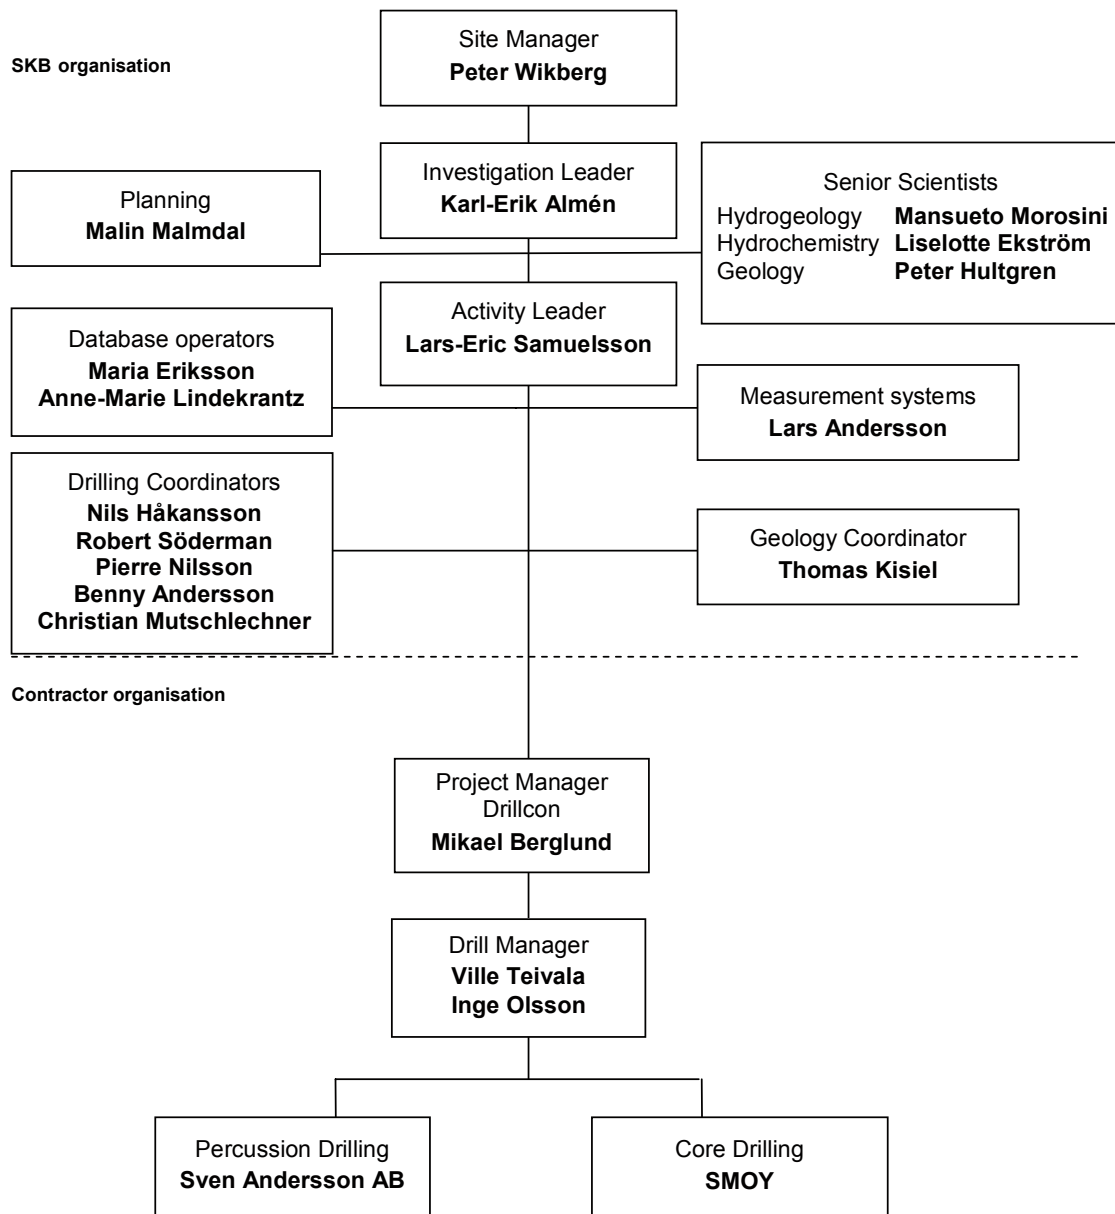 Site Manager
Peter Wikberg
SKB organisation
Investigation Leader
Karl-Erik Almén
Planning
Malin Malmdal
Senior Scientists
Hydrogeology Mansueto Morosini
Hydrochemistry Liselotte Ekström
Geology Peter Hultgren
Activity Leader
Lars-Eric Samuelsson
Database operators
Maria Eriksson
Anne-Marie Lindekrantz
Measurement systems
Lars Andersson
Drilling Coordinators
Nils Håkansson
Robert Söderman
Pierre Nilsson
Benny Andersson
Christian Mutschlechner
Geology Coordinator
Thomas Kisiel
Contractor organisation
Project Manager
Drillcon
Mikael Berglund
Drill Manager
Ville Teivala
Inge Olsson
Percussion Drilling
Sven Andersson AB
Core Drilling
SMOY